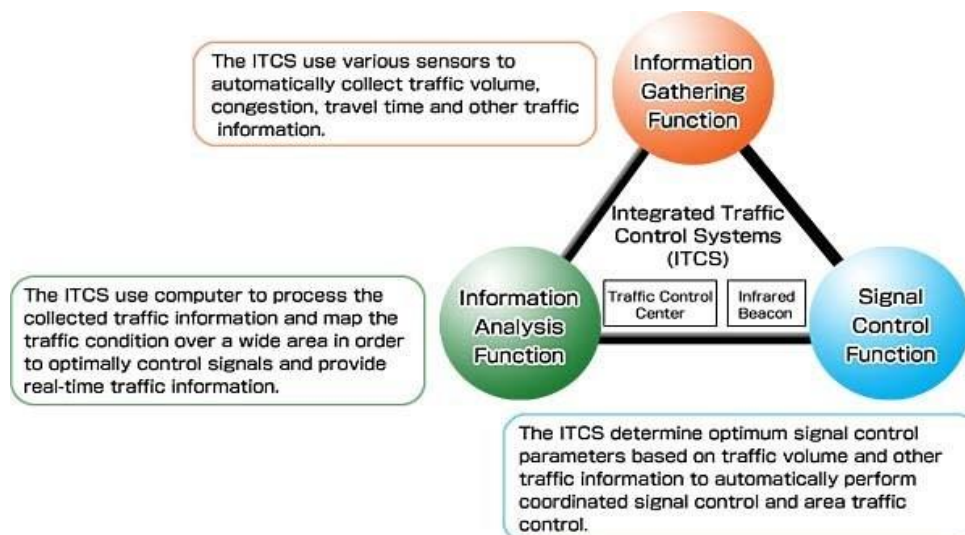 The ITCS use various sensors to
automatically collect traffic volume,
congestion, travel time and other traffic
information.
Information
Gathering
Function
Integrated Traffic
Control Systems
(ITCS)
Traffic Control
Center
Infrared
Beacon
The ITCS use computer to process the
collected traffic information and map the
traffic condition over a wide area in order
to optimally control signals and provide
real-time traffic information.
Information
Analysis
Function
Signal
Control
Function
The ITCS determine optimum signal control
parameters based on traffic volume and other
traffic information to automatically perform
coordinated signal control and area traffic
control.